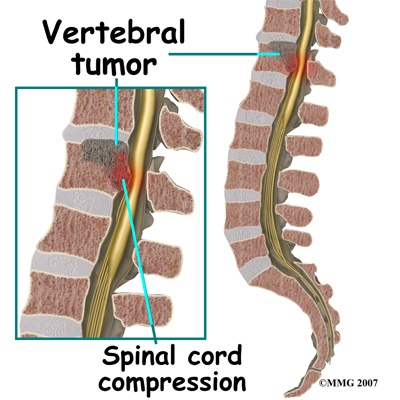 Vertebral
tumor
Spinal cord
compression
©MMG 2007